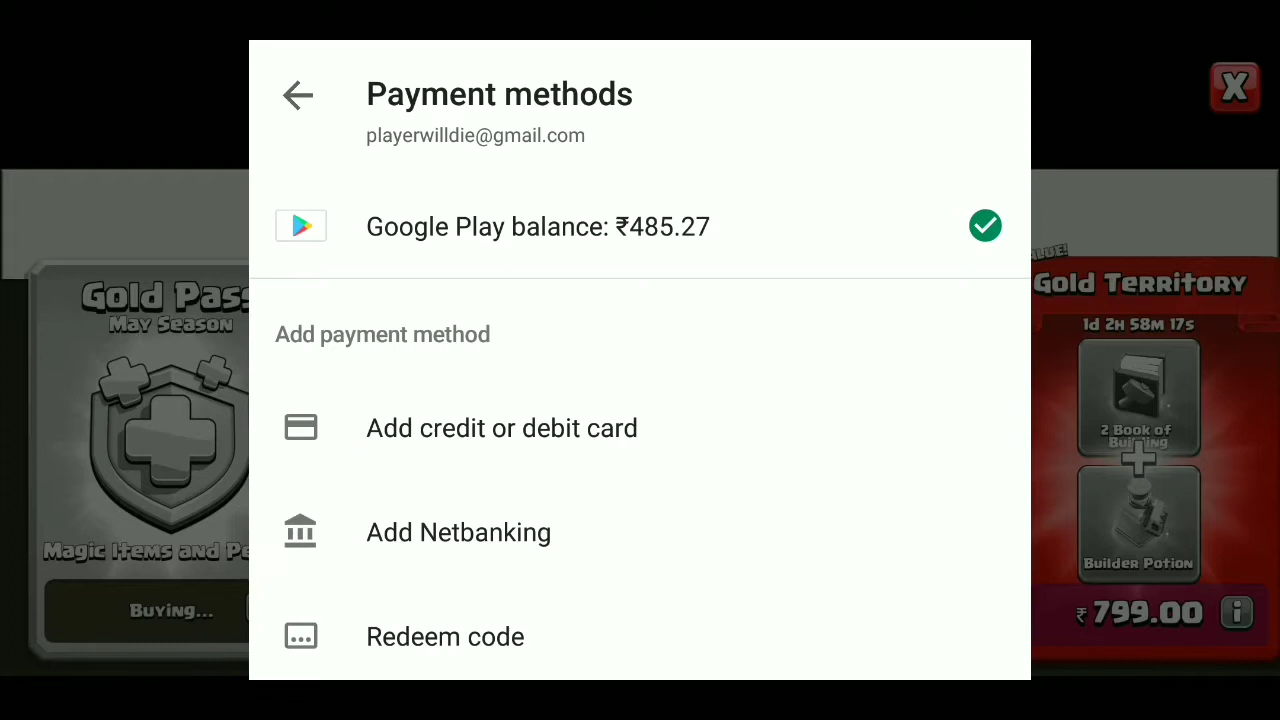 Payment methods
playerwilldie@gmail.com
Google Play balance: ₹485.27
Add payment method
Add credit or debit card
Add Netbanking
Redeem code
Gold Pass
May Season
Magic Items and Pe
Buying...
X
ALUE!
Gold Territory
1d 2H 58M 17s
2 Book of
Building
Builder Potion
₹ 799.00
i